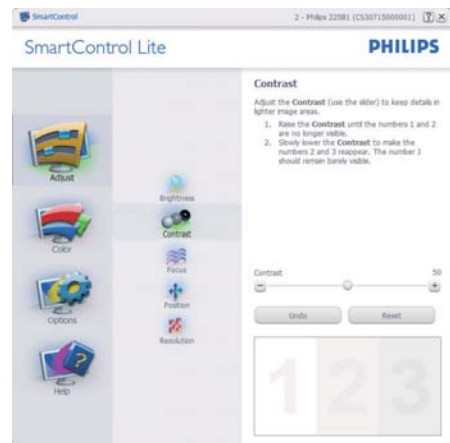 SmartControl
2 - Philips 225B1 (CS30715000001)
SmartControl Lite
PHILIPS
Adjust
Color
Options
Help
Brightness
Contrast
Focus
Position
Resolution
Contrast
Adjust the Contrast (use the slider) to keep details in
lighter image areas.
1. Raise the Contrast until the numbers 1 and 2
are no longer visible.
2. Slowly lower the Contrast to make the
numbers 2 and 3 reappear. The number 1
should remain barely visible.
Contrast 50
Undo Reset
1 2 3